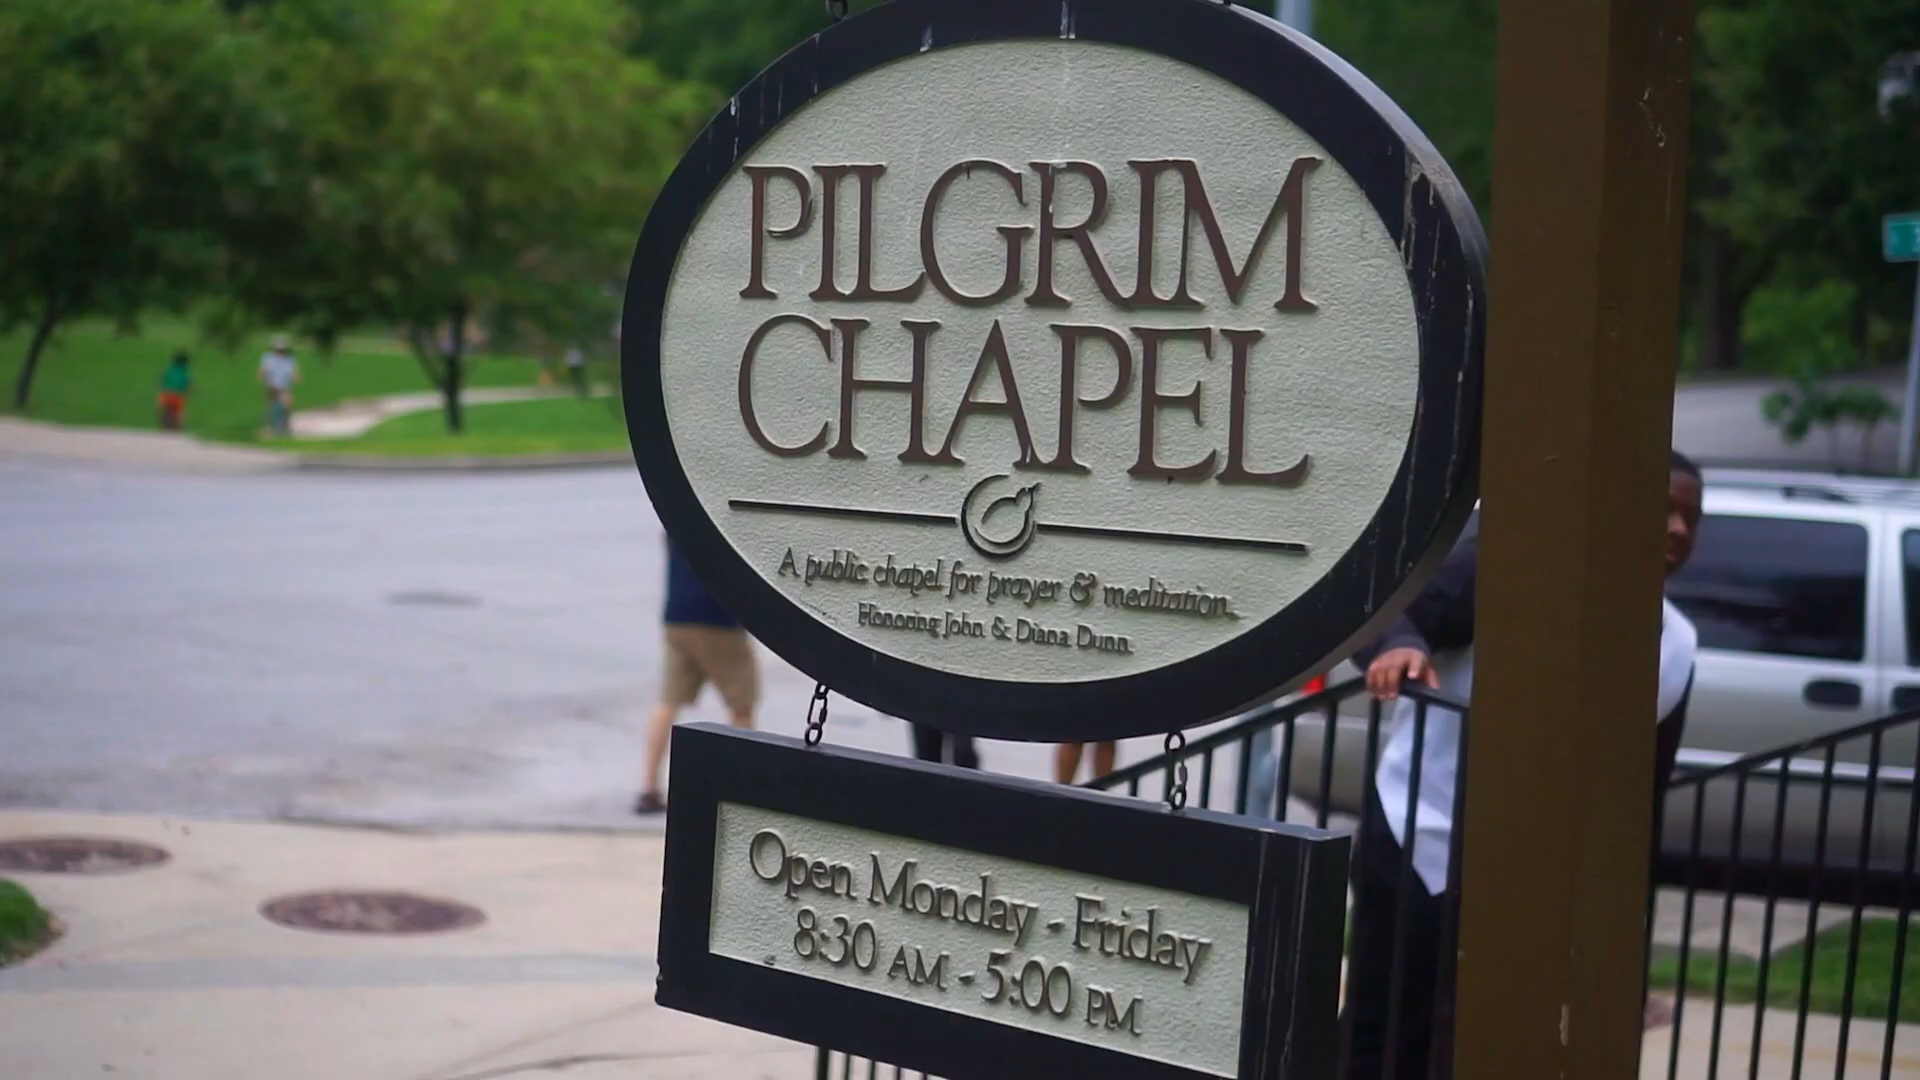 PILGRIM
CHAPEL
A public chapel for prayer & meditation.
Honoring John & Diana Dunn.
Open Monday - Friday
8:30 AM - 5:00 PM